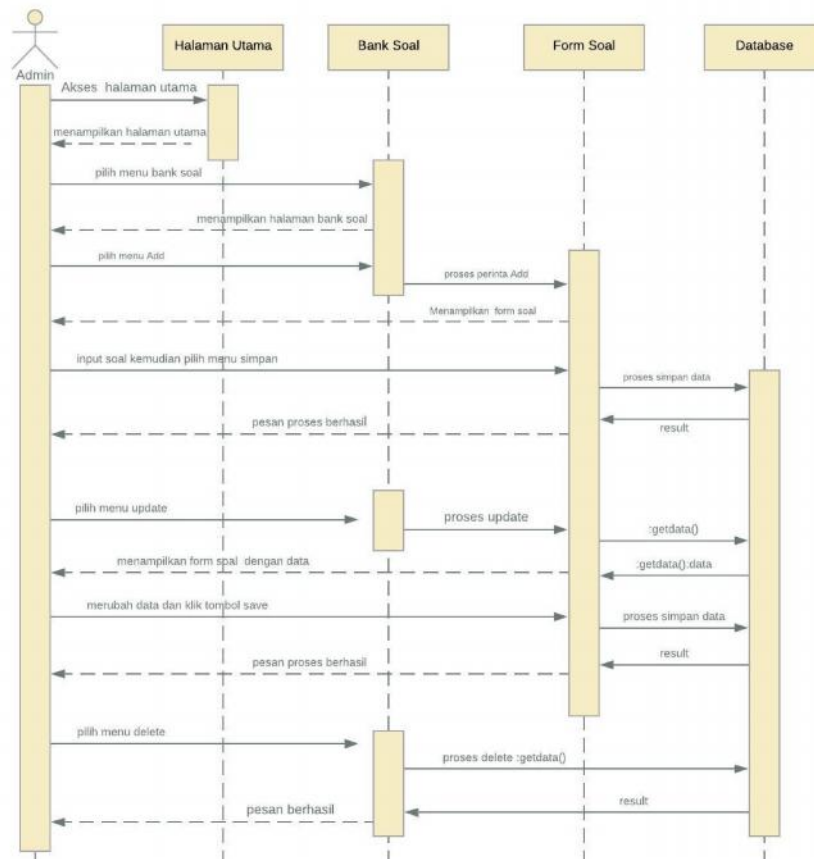 Halaman Utama
Bank Soal
Form Soal
Database
Admin
Akses halaman utama
menampilkan halaman utama
pilih menu bank soal
menampilkan halaman bank soal
pilih menu Add
proses perinta Add
Menampilkan form soal
input soal kemudian pilih menu simpan
proses simpan data
result
pesan proses berhasil
pilih menu update
proses update
:getdata()
menampilkan form soal dengan data
:getdata():data
merubah data dan klik tombol save
proses simpan data
result
pesan proses berhasil
pilih menu delete
proses delete :getdata()
result
pesan berhasil